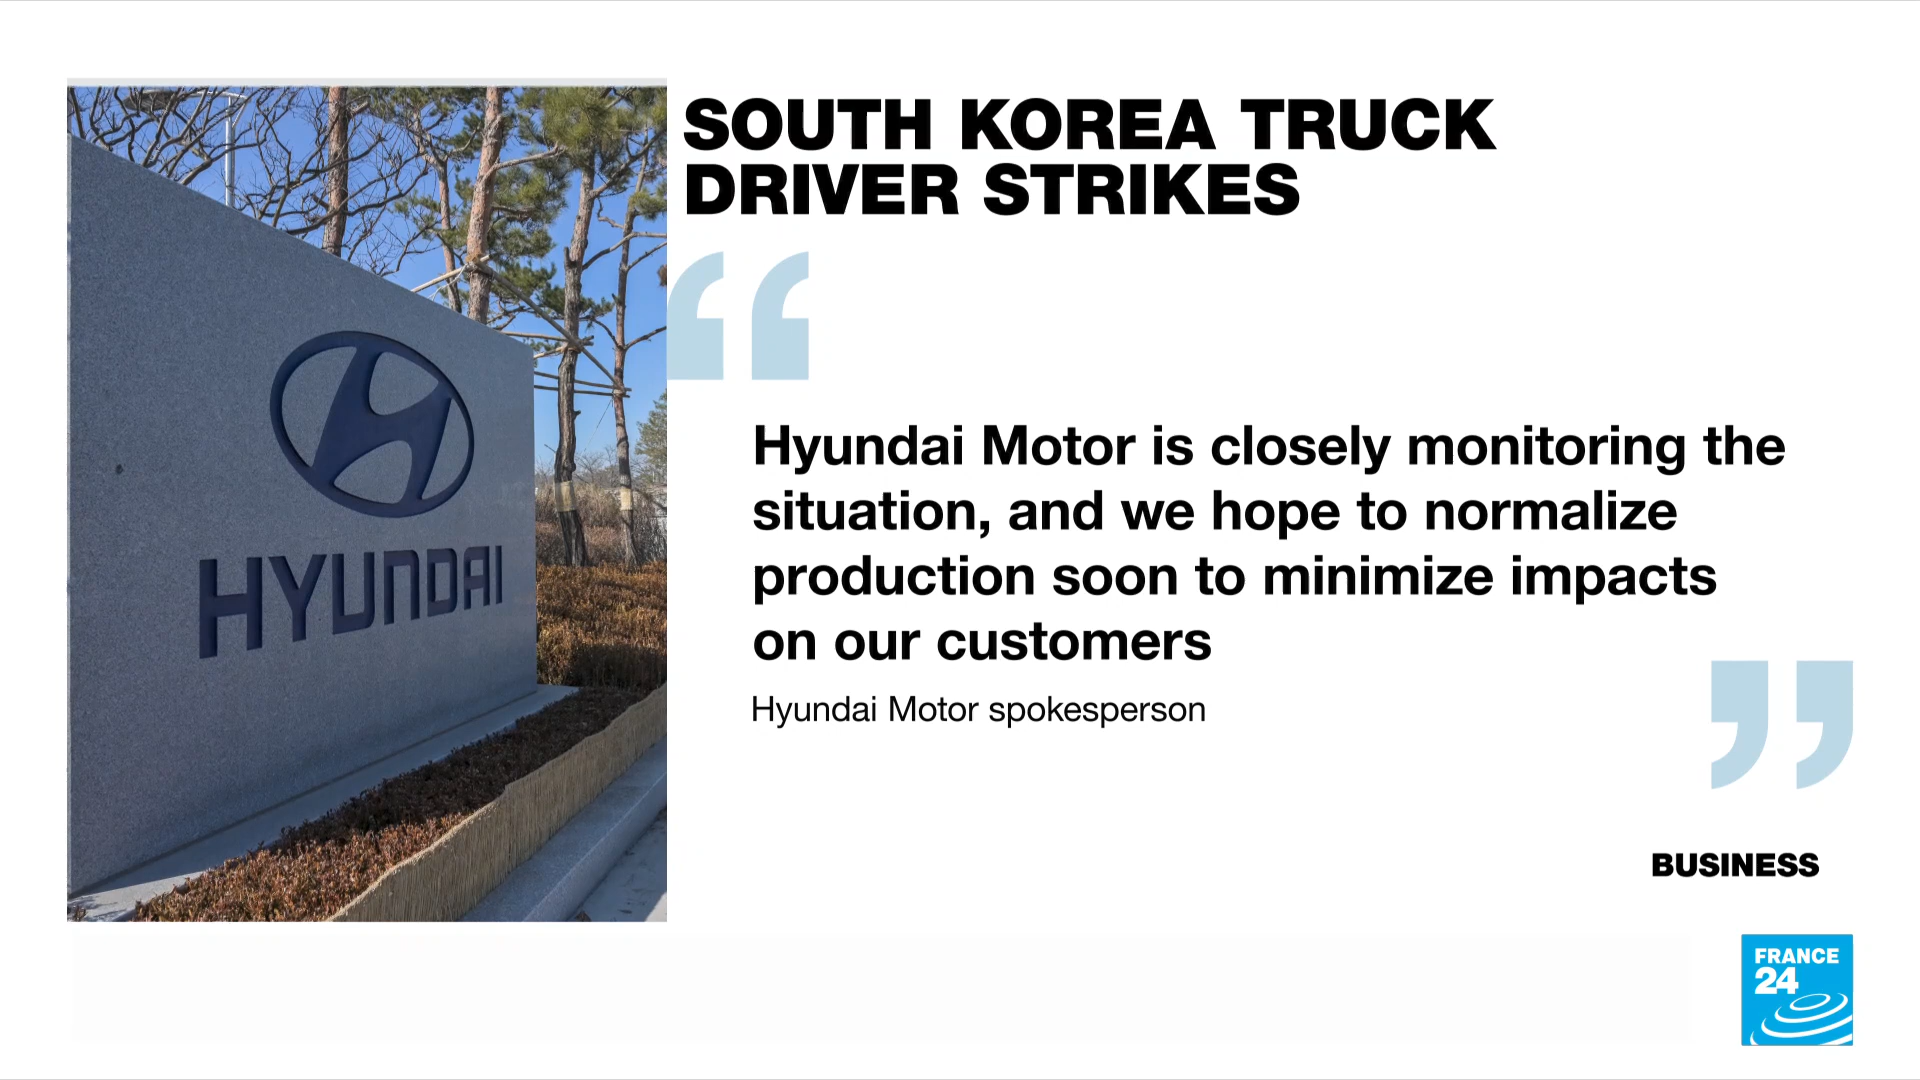 SOUTH KOREA TRUCK
DRIVER STRIKES
“
Hyundai Motor is closely monitoring the
situation, and we hope to normalize
production soon to minimize impacts
on our customers
”
Hyundai Motor spokesperson
HYUNDAI
BUSINESS
FRANCE
24